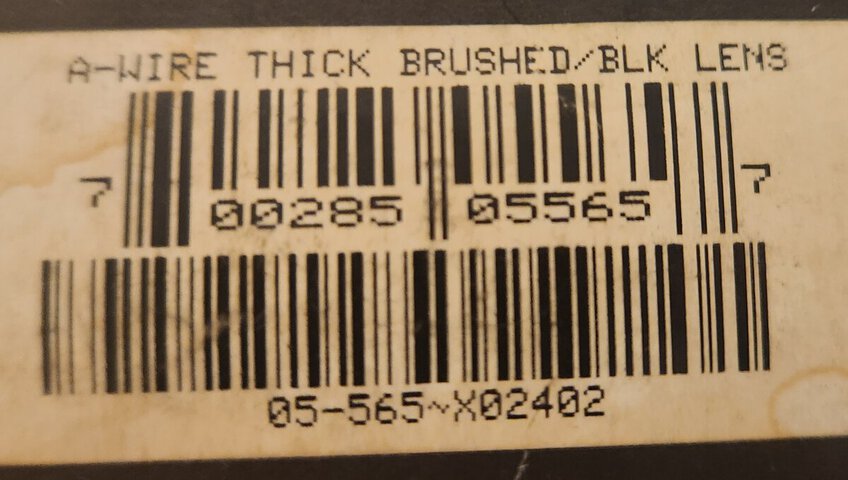 A-WIRE THICK BRUSHED/BLK LENS
7 00285 05565 7
05-565~X02402